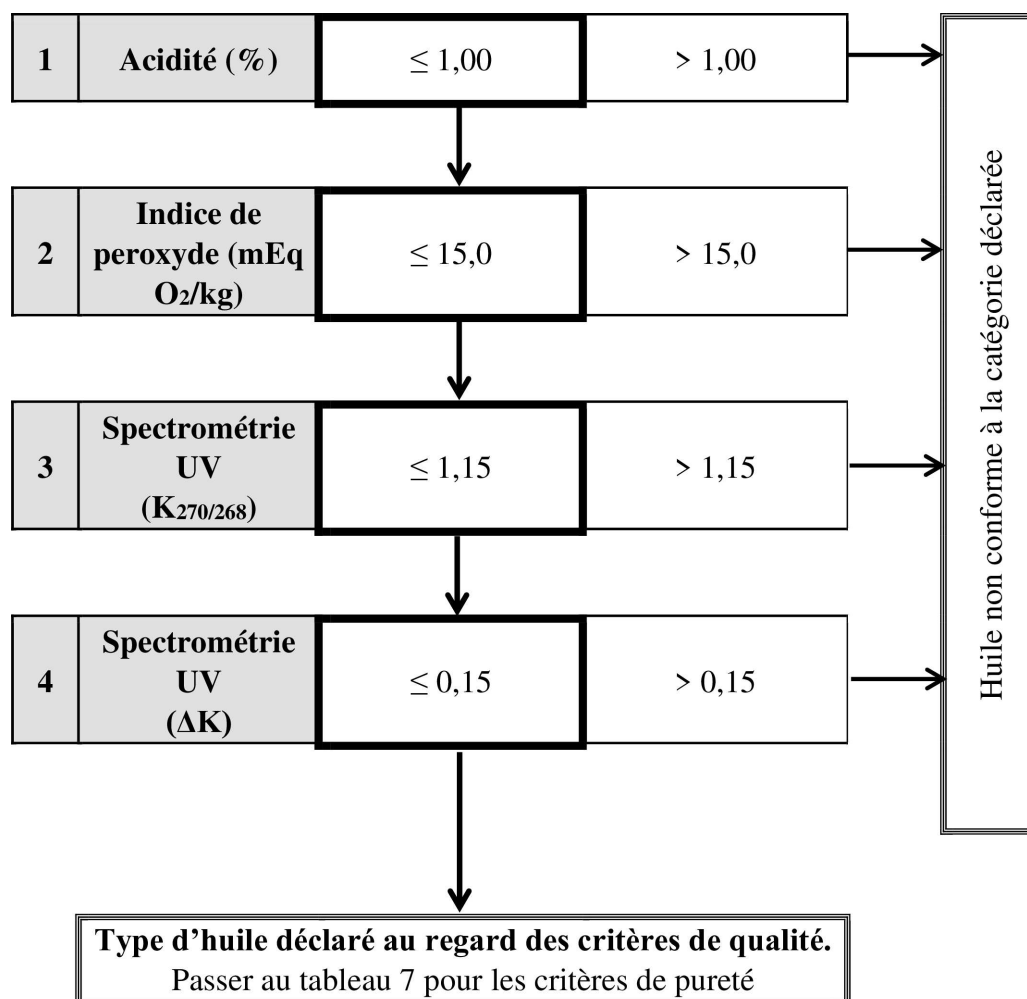 1 Acidité (%) ≤ 1,00 > 1,00
2 Indice de peroxyde (mEq O₂/kg) ≤ 15,0 > 15,0
3 Spectrométrie UV (K₂₇₀/₂₆₈) ≤ 1,15 > 1,15
4 Spectrométrie UV (ΔK) ≤ 0,15 > 0,15
Huile non conforme à la catégorie déclarée
Type d’huile déclaré au regard des critères de qualité.
Passer au tableau 7 pour les critères de pureté